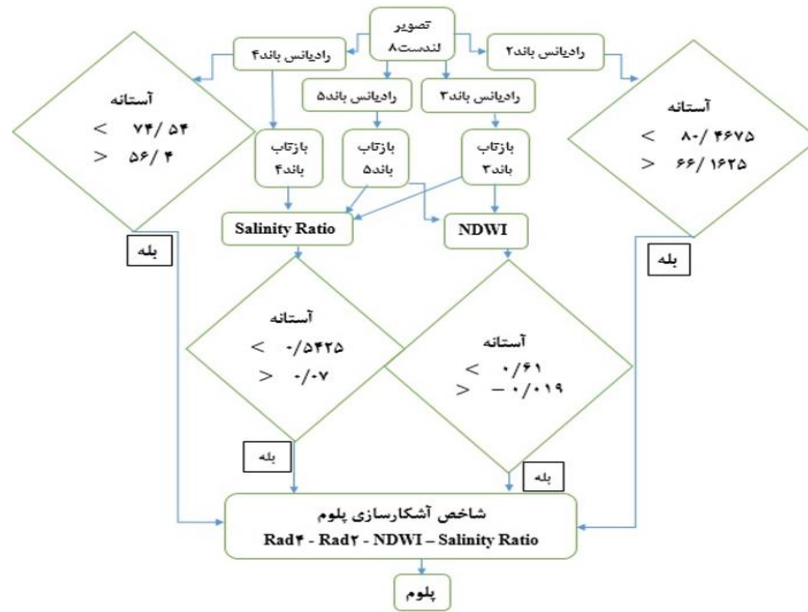 تصویر
لندست۸
رادیانس باند۲
رادیانس باند۴
رادیانس باند۳
رادیانس باند۵
آستانه
< ۸۰/۴۶۷۵
> ۶۶/۱۶۲۵
آستانه
< ۷۴/۵۴
> ۵۶/۴
بازتاب
باند۳
بازتاب
باند۵
بازتاب
باند۴
NDWI
Salinity Ratio
بله
بله
آستانه
< ۰/۶۱
> −۰/۰۱۹
آستانه
< ۰/۵۴۲۵
> ۰/۰۷
بله
بله
شاخص آشکارسازی پلوم
Rad۴ - Rad۲ - NDWI – Salinity Ratio
پلوم